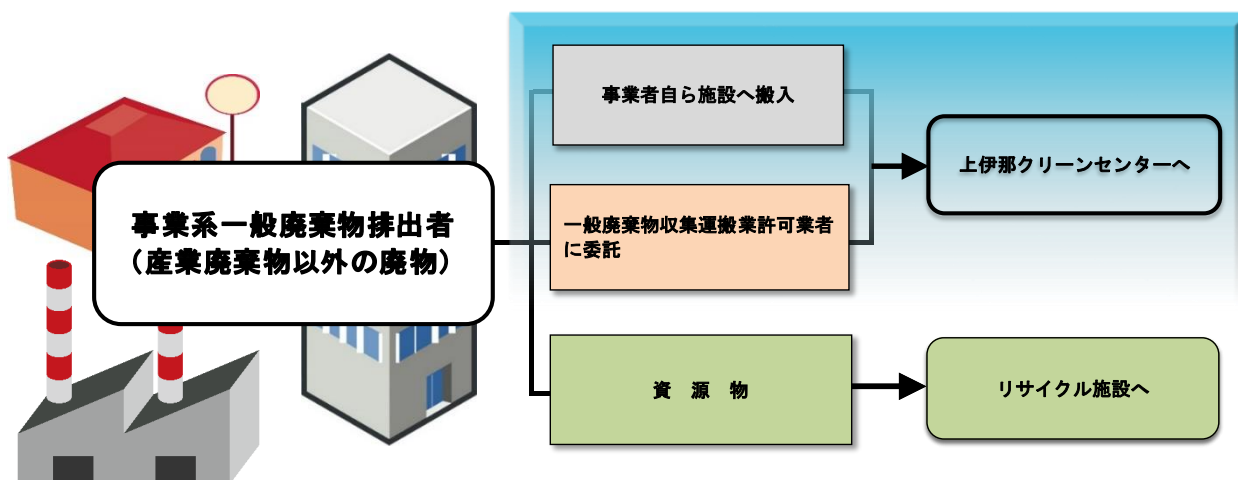 事業系一般廃棄物排出者
(産業廃棄物以外の廃物)
事業者自ら施設へ搬入
一般廃棄物収集運搬業許可業者
に委託
上伊那クリーンセンターへ
資 源 物
リサイクル施設へ